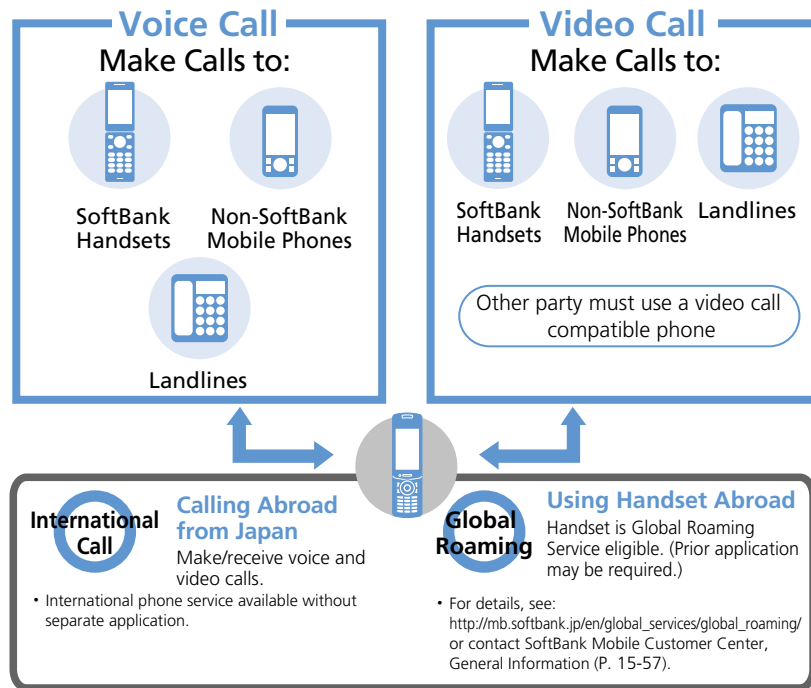 Voice Call
Make Calls to:
SoftBank
Handsets
Non-SoftBank
Mobile Phones
Landlines
Video Call
Make Calls to:
SoftBank
Handsets
Non-SoftBank
Mobile Phones
Landlines
Other party must use a video call
compatible phone
International
Call
Calling Abroad
from Japan
Make/receive voice and
video calls.
• International phone service available without
separate application.
Global
Roaming
Using Handset Abroad
Handset is Global Roaming
Service eligible. (Prior application
may be required.)
• For details, see:
http://mb.softbank.jp/en/global_services/global_roaming/
or contact SoftBank Mobile Customer Center,
General Information (P. 15-57).